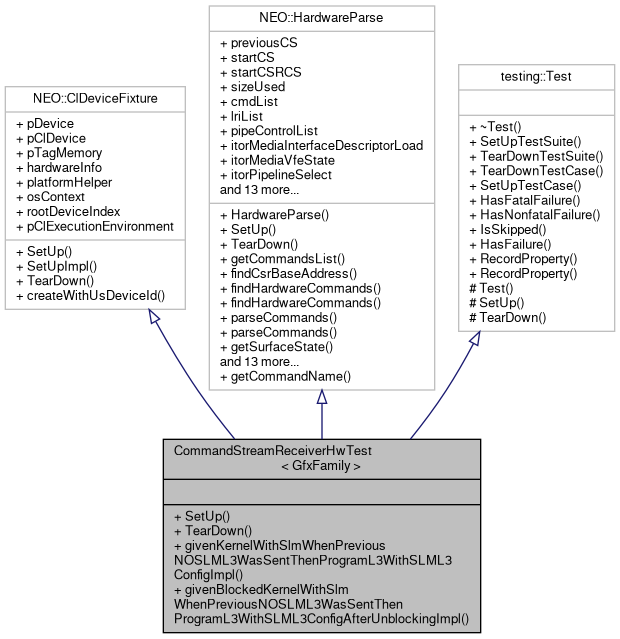 NEO::ClDeviceFixture
+ pDevice
+ pClDevice
+ pTagMemory
+ hardwareInfo
+ platformHelper
+ osContext
+ rootDeviceIndex
+ pClExecutionEnvironment
+ SetUp()
+ SetUpImpl()
+ TearDown()
+ createWithUsDeviceId()
NEO::HardwareParse
+ previousCS
+ startCS
+ startCSRCS
+ sizeUsed
+ cmdList
+ lriList
+ pipeControlList
+ itorMediaInterfaceDescriptorLoad
+ itorMediaVfeState
+ itorPipelineSelect
and 13 more...
+ HardwareParse()
+ SetUp()
+ TearDown()
+ getCommandsList()
+ findCsrBaseAddress()
+ findHardwareCommands()
+ findHardwareCommands()
+ parseCommands()
+ parseCommands()
+ getSurfaceState()
and 13 more...
+ getCommandName()
testing::Test
+ ~Test()
+ SetUpTestSuite()
+ TearDownTestSuite()
+ TearDownTestCase()
+ SetUpTestCase()
+ HasFatalFailure()
+ HasNonfatalFailure()
+ IsSkipped()
+ HasFailure()
+ RecordProperty()
+ RecordProperty()
# Test()
# SetUp()
# TearDown()
CommandStreamReceiverHwTest
< GfxFamily >
+ SetUp()
+ TearDown()
+ givenKernelWithSlmWhenPrevious
NOSLML3WasSentThenProgramL3WithSLML3
ConfigImpl()
+ givenBlockedKernelWithSlm
WhenPreviousNOSLML3WasSentThen
ProgramL3WithSLML3ConfigAfterUnblockingImpl()